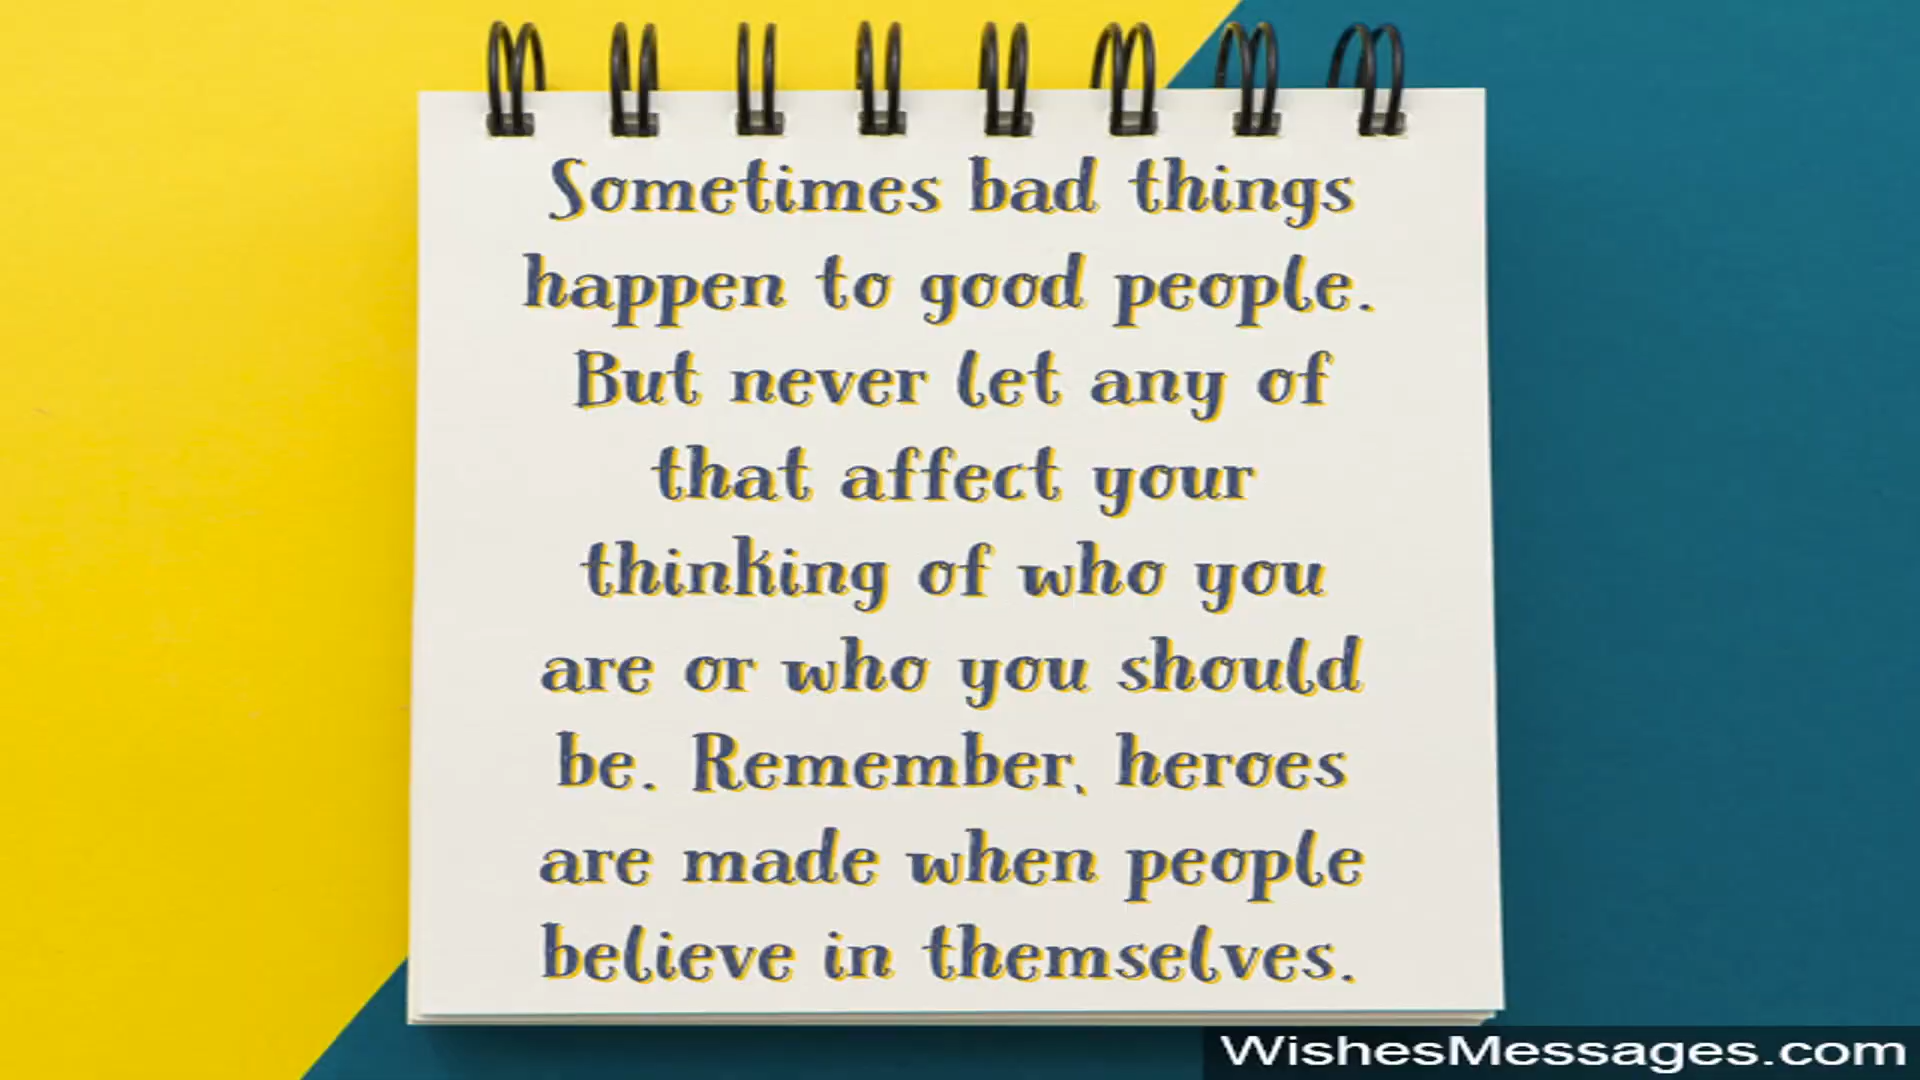 Sometimes bad things
happen to good people.
But never let any of
that affect your
thinking of who you
are or who you should
be. Remember, heroes
are made when people
believe in themselves.
WishesMessages.com